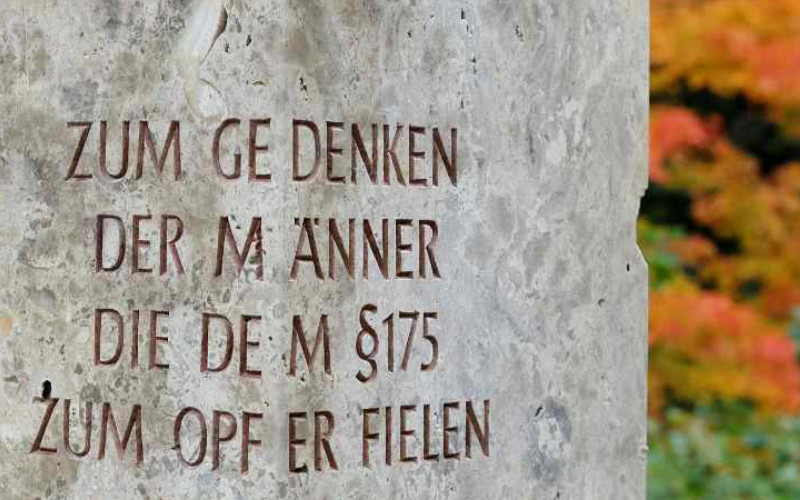 ZUM GEDENKEN
DER MÄNNER
DIE DEM §175
ZUM OPFER FIELEN